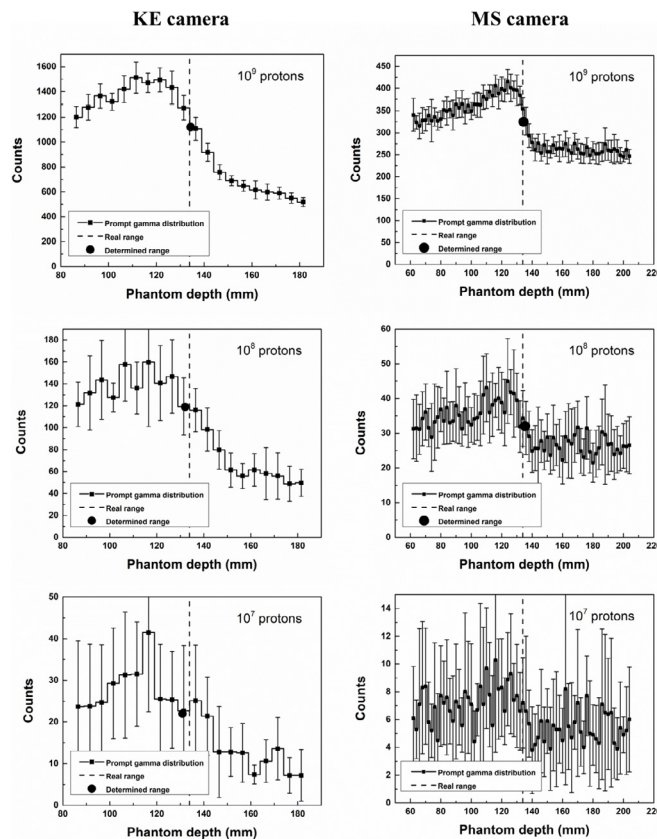 KE camera
MS camera
1600
1400
1200
1000
800
600
400
200
0
Counts
10⁹ protons
Prompt gamma distribution
Real range
Determined range
80 100 120 140 160 180
Phantom depth (mm)
450
400
350
300
250
200
150
100
50
0
Counts
10⁹ protons
Prompt gamma distribution
Real range
Determined range
60 80 100 120 140 160 180 200 220
Phantom depth (mm)
180
160
140
120
100
80
60
40
20
0
Counts
10⁸ protons
Prompt gamma distribution
Real range
Determined range
80 100 120 140 160 180
Phantom depth (mm)
60
50
40
30
20
10
0
Counts
10⁸ protons
Prompt gamma distribution
Real range
Determined range
60 80 100 120 140 160 180 200 220
Phantom depth (mm)
50
40
30
20
10
0
Counts
10⁷ protons
Prompt gamma distribution
Real range
Determined range
80 100 120 140 160 180
Phantom depth (mm)
14
12
10
8
6
4
2
0
Counts
10⁷ protons
Prompt gamma distribution
Real range
60 80 100 120 140 160 180 200 220
Phantom depth (mm)